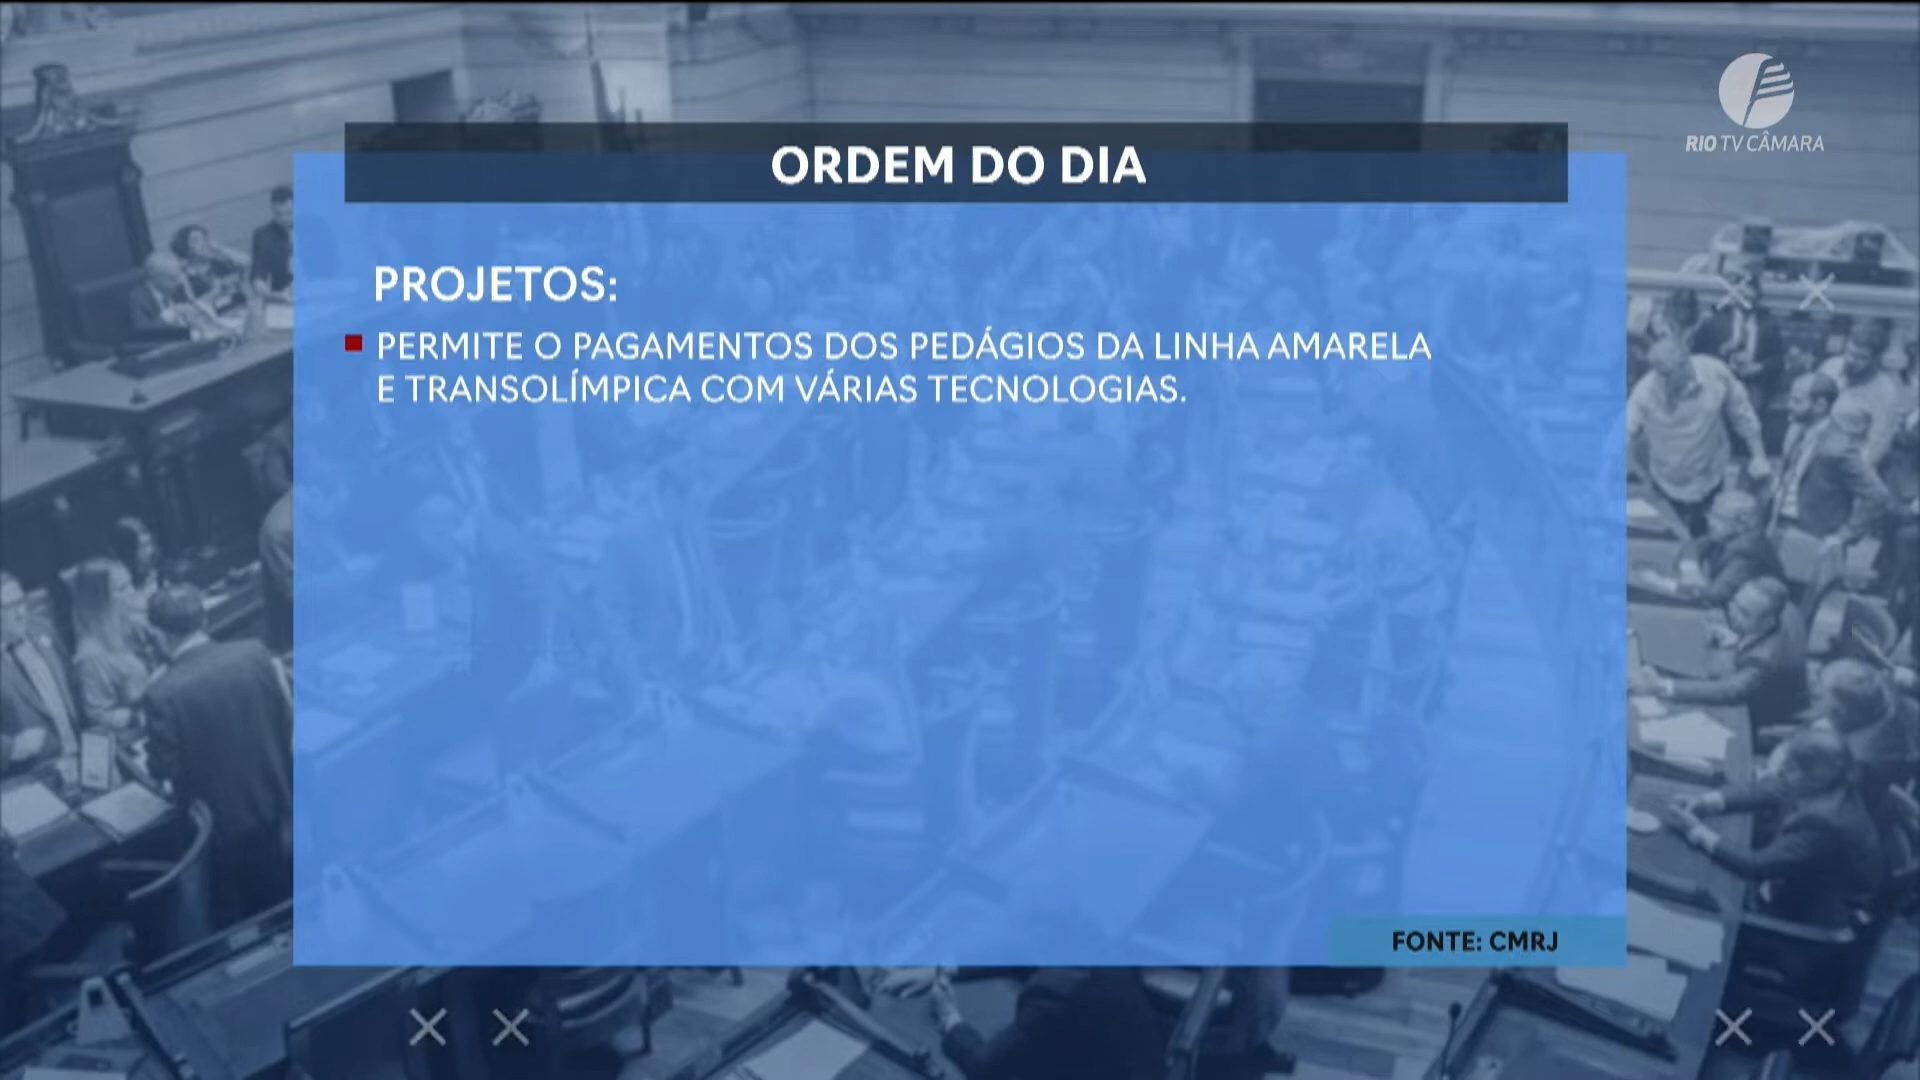 RIO TV CÂMARA
ORDEM DO DIA
PROJETOS:
PERMITE O PAGAMENTOS DOS PEDÁGIOS DA LINHA AMARELA
E TRANSOLÍMPICA COM VÁRIAS TECNOLOGIAS.
FONTE: CMRJ